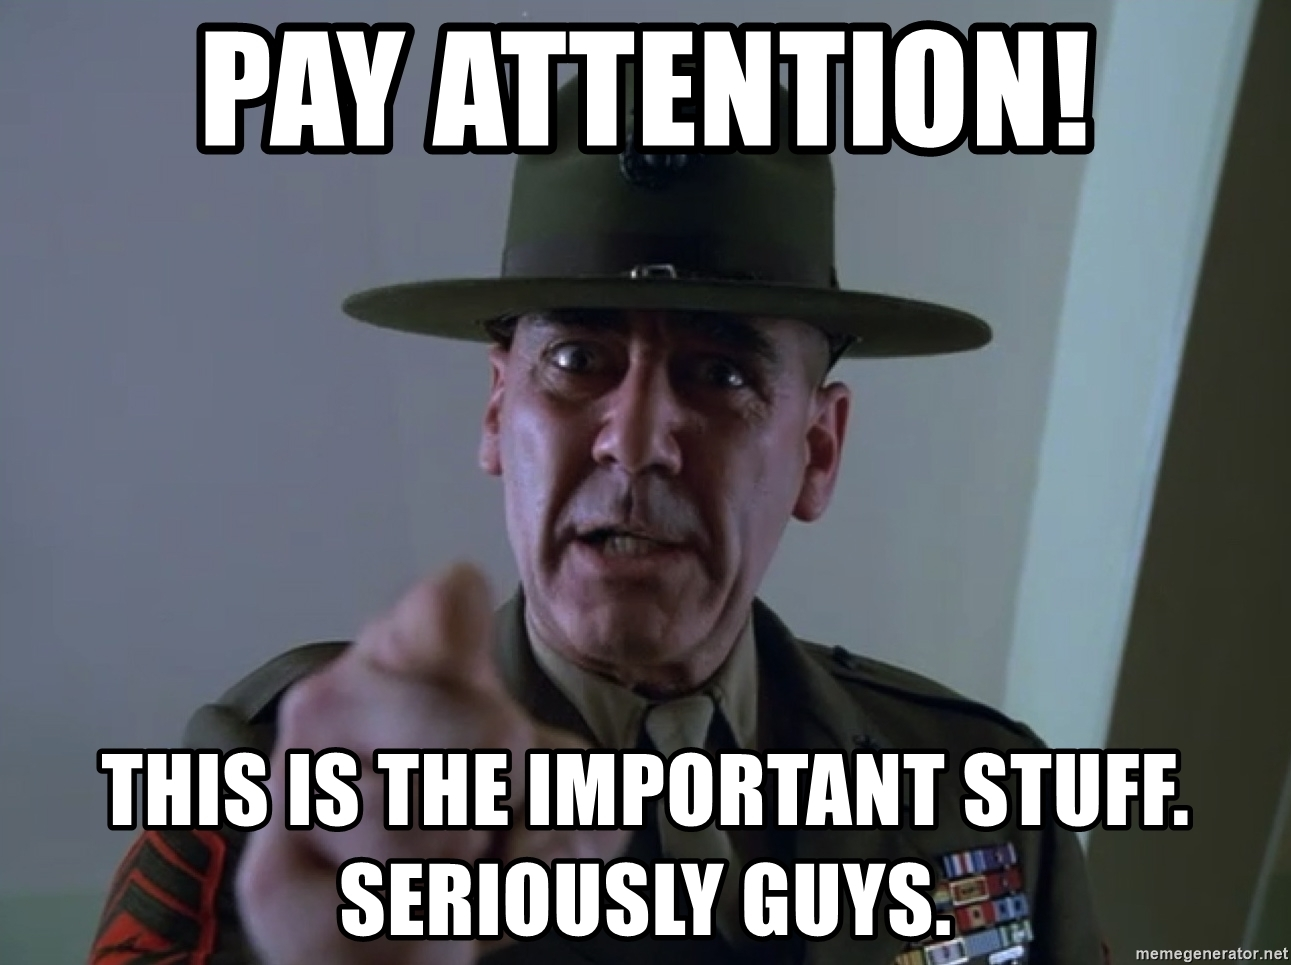 PAY ATTENTION!
THIS IS THE IMPORTANT STUFF.
SERIOUSLY GUYS.
memegenerator.net